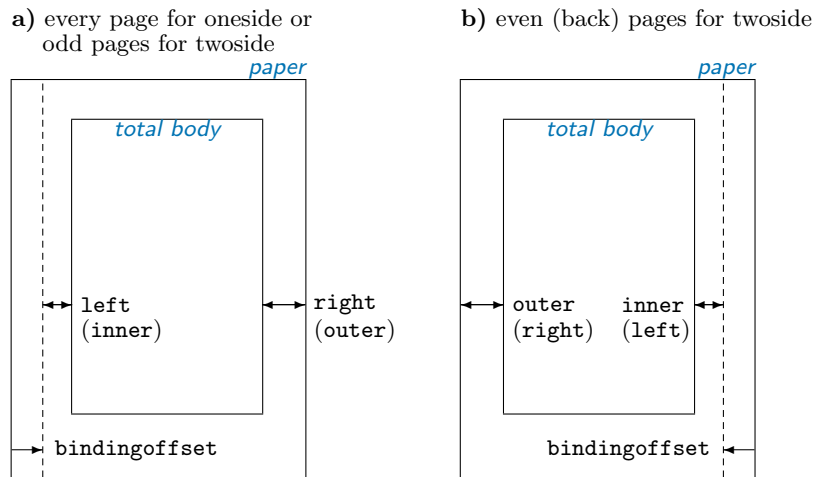 a) every page for oneside or
odd pages for twoside
paper
total body
left
(inner)
right
(outer)
bindingoffset
b) even (back) pages for twoside
paper
total body
outer
(right)
inner
(left)
bindingoffset